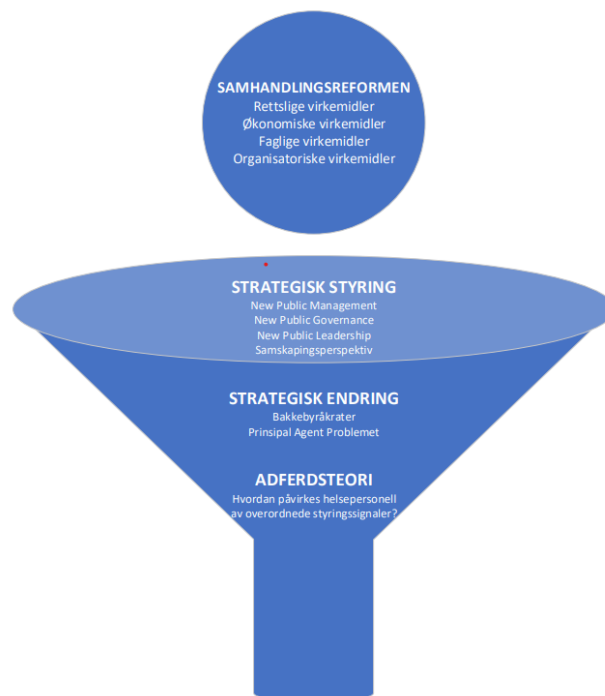 SAMHANDLINGSREFORMEN
Rettslige virkemidler
Økonomiske virkemidler
Faglige virkemidler
Organisatoriske virkemidler
STRATEGISK STYRING
New Public Management
New Public Governance
New Public Leadership
Samskapingsperspektiv
STRATEGISK ENDRING
Bakkebyråkrater
Prinsipal Agent Problemet
ADFERDSTEORI
Hvordan påvirkes helsepersonell
av overordnede styringssignaler?